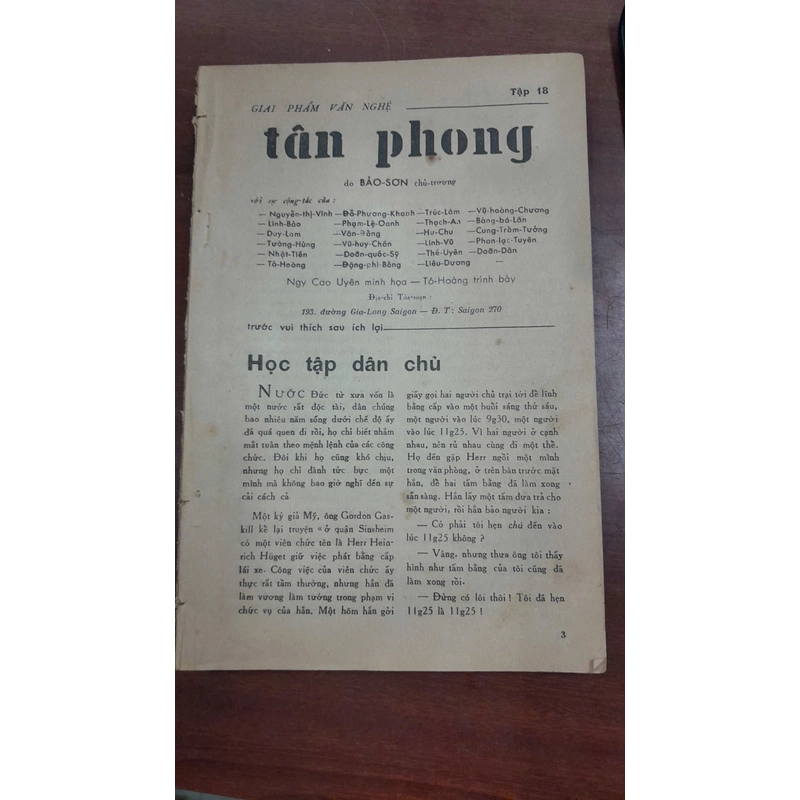 Tập 18
GIAI PHẨM VĂN NGHỆ
tân phong
do BẢO-SƠN chủ-trương
với sự cộng-tác của :
— Nguyễn-thị-Vinh —Đỗ-Phương-Khanh —Trúc-Lâm —Vũ-hoàng-Chương
—Linh-Bảo —Phạm-Lệ-Oanh —Thạch-An —Bàng-bá-Lân
—Duy-Lam —Vân-Đồng —Hư-Chu —Cung-Trầm-Tưởng
—Tường-Hùng —Vũ-huy-Chấn —Linh-Vũ —Phan-lạc-Tuyên
—Nhật-Tiến —Doãn-quốc-Sỹ —Thế-Uyên —Doãn-Dân
—Tô-Hoàng —Đặng-phi-Bằng —Liêu-Dương —
Ngy Cao Uyên minh họa — Tô-Hoàng trình bày
Địa-chỉ Tòa-soạn :
193. đường Gia-Long Saigon — Đ. T: Saigon 270
trước vui thích sau ích lợi
Học tập dân chủ
NƯỚC Đức từ xưa vốn là
một nước rất độc tài, dân chúng
bao nhiêu năm sống dưới chế độ ấy
đã quá quen đi rồi, họ chỉ biết nhắm
mắt tuân theo mệnh lệnh của các công
chức. Đôi khi họ cũng khó chịu,
nhưng họ chỉ đành tức bực một
mình mà không bao giờ nghĩ đến sự
cải cách cả
Một ký giả Mỹ, ông Gordon Gas-
kill kể lại truyện « ở quận Sinsheim
có một viên chức tên là Herr Hein-
rich Hüget giữ việc phát bằng cấp
lái xe. Công việc của viên chức ấy
thực rất tầm thường, nhưng hắn đã
làm vương làm tướng trong phạm vi
chức vụ của hắn. Một hôm hắn gởi
giấy gọi hai người chủ trại tới để lĩnh
bằng cấp vào một buổi sáng thứ sáu,
một người vào lúc 9g30, một người
vào lúc 11g25. Vì hai người ở cạnh
nhau, nên rủ nhau cùng đi một thể.
Họ đến gặp Herr ngồi một mình
trong văn phòng, ở trên bàn trước mặt
hắn, để hai tấm bằng đã làm xong
sẵn sàng. Hắn lấy một tấm đưa trả cho
một người, rồi hắn bảo người kia :
— Có phải tôi hẹn chú đến vào
lúc 11g25 không ?
— Vâng, nhưng thưa ông tôi thấy
hình như tấm bằng của tôi cũng đã
làm xong rồi.
— Đừng có lôi thôi ! Tôi đã hẹn
11g25 là 11g25 !
3